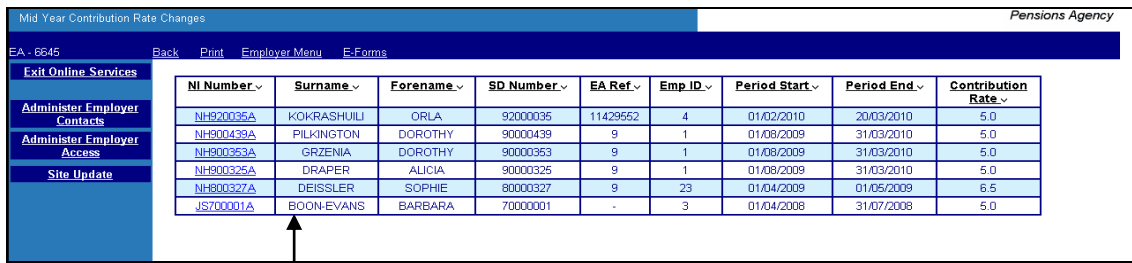 Mid Year Contribution Rate Changes
Pensions Agency
EA - 6645 Back Print Employer Menu E-Forms
Exit Online Services
Administer Employer Contacts
Administer Employer Access
Site Update
NI Number Surname Forename SD Number EA Ref Emp ID Period Start Period End Contribution Rate
NH920035A KOKRASHUILI ORLA 92000035 11429552 4 01/02/2010 20/03/2010 5.0
NH900439A PILKINGTON DOROTHY 90000439 9 1 01/08/2009 31/03/2010 5.0
NH900353A GRZENIA DOROTHY 90000353 9 1 01/08/2009 31/03/2010 5.0
NH900325A DRAPER ALICIA 90000325 9 1 01/08/2009 31/03/2010 5.0
NH800327A DEISSLER SOPHIE 80000327 9 23 01/04/2009 01/05/2009 6.5
JS700001A BOON-EVANS BARBARA 70000001 - 3 01/04/2008 31/07/2008 5.0